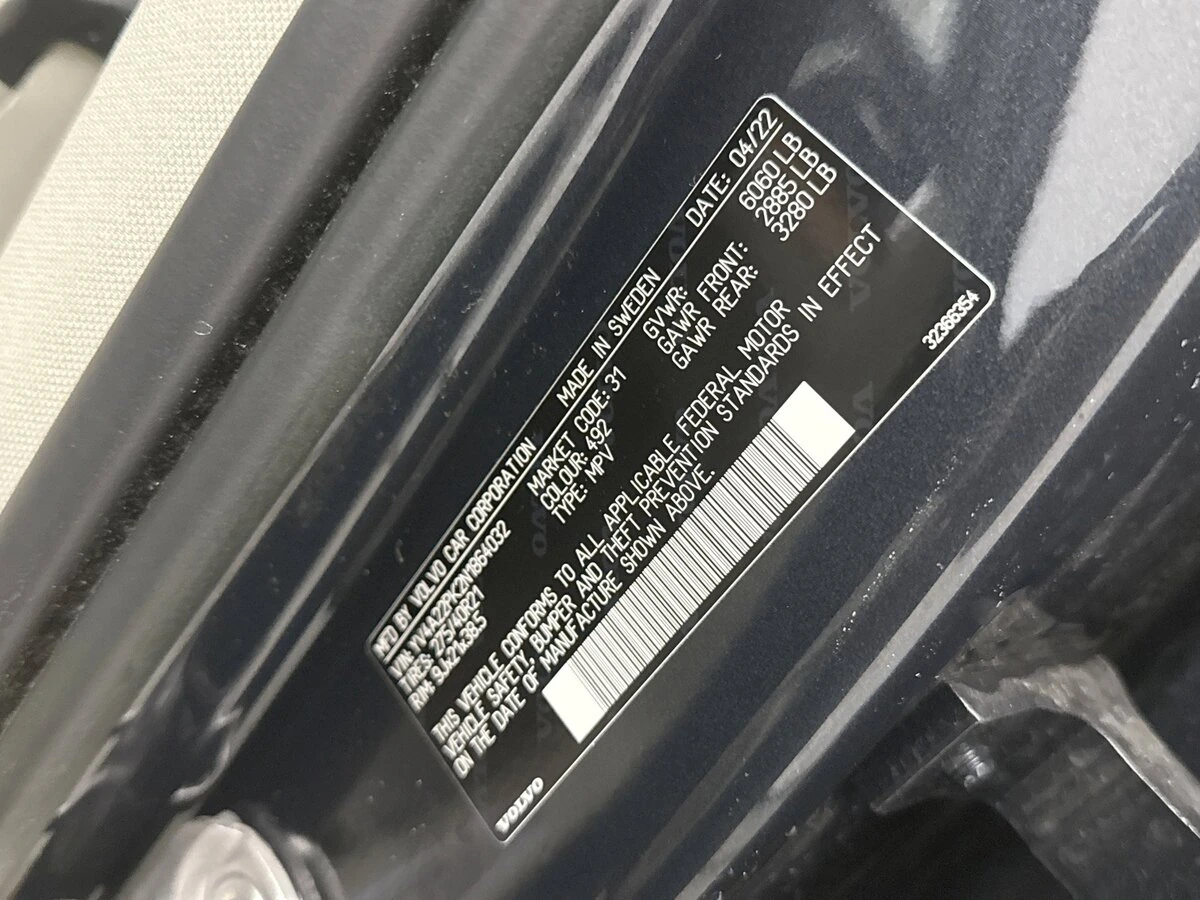 MFD BY VOLVO CAR CORPORATION MADE IN SWEDEN DATE: 04/22
VIN: YV4H22PK2N1864032 MARKET CODE: 31 GVWR: 6060 LB
TIRES: 275/40R21 COLOUR: 492 GAWR FRONT: 2885 LB
RIM: 9Jx21x38.5 TYPE: MPV GAWR REAR: 3280 LB
THIS VEHICLE CONFORMS TO ALL APPLICABLE FEDERAL MOTOR
VEHICLE SAFETY, BUMPER AND THEFT PREVENTION STANDARDS IN EFFECT
ON THE DATE OF MANUFACTURE SHOWN ABOVE.
VOLVO 32366354